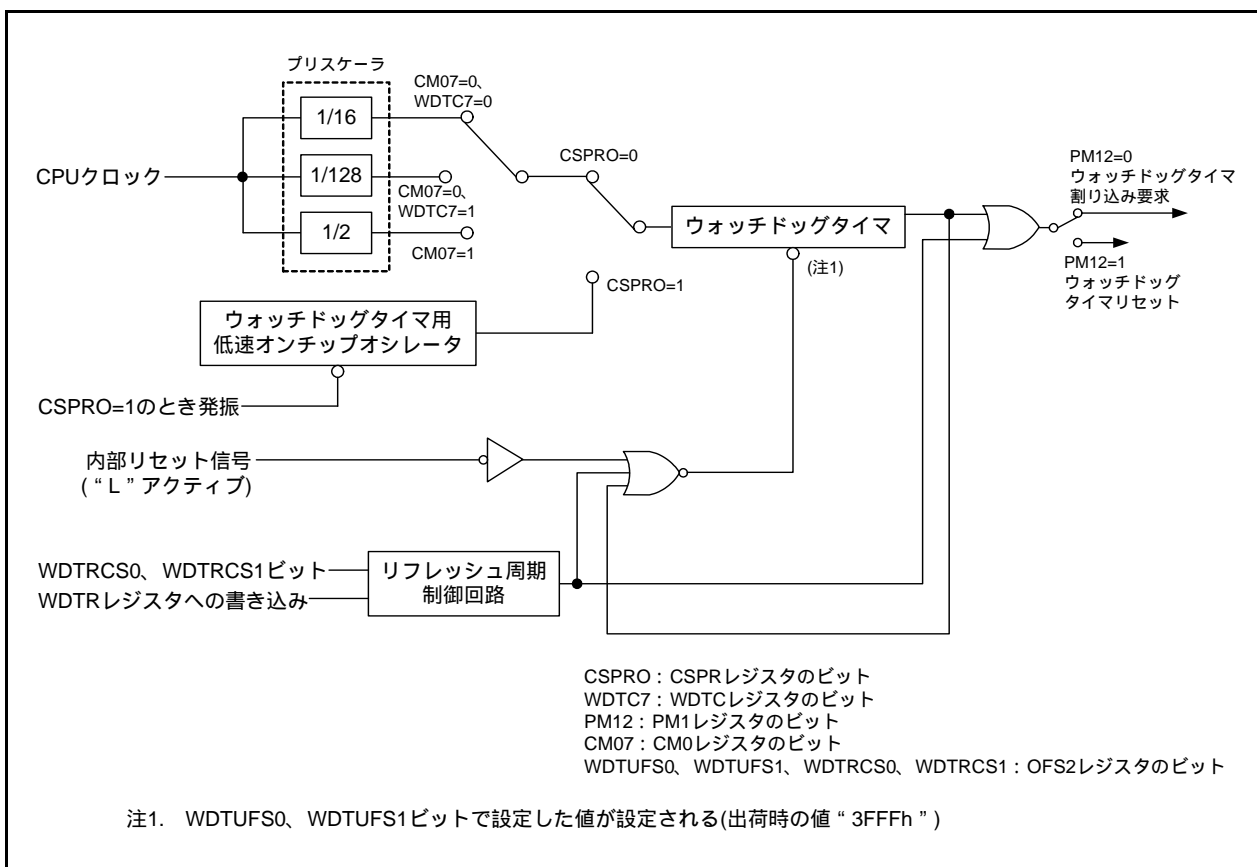 プリスケーラ
CM07=0、
WDTC7=0
1/16
CPUクロック
1/128
CM07=0、
WDTC7=1
1/2
CM07=1
CSPRO=0
CSPRO=1
ウォッチドッグタイマ
(注1)
PM12=0
ウォッチドッグタイマ
割り込み要求
PM12=1
ウォッチドッグ
タイマリセット
ウォッチドッグタイマ用
低速オンチップオシレータ
CSPRO=1のとき発振
内部リセット信号
( “ L ” アクティブ)
WDTRCS0、WDTRCS1ビット
WDTRレジスタへの書き込み
リフレッシュ周期
制御回路
CSPRO : CSPRレジスタのビット
WDTC7 : WDTCレジスタのビット
PM12 : PM1レジスタのビット
CM07 : CM0レジスタのビット
WDTUFS0、WDTUFS1、WDTRCS0、WDTRCS1 : OFS2レジスタのビット
注1. WDTUFS0、WDTUFS1ビットで設定した値が設定される(出荷時の値 “ 3FFFh ” )